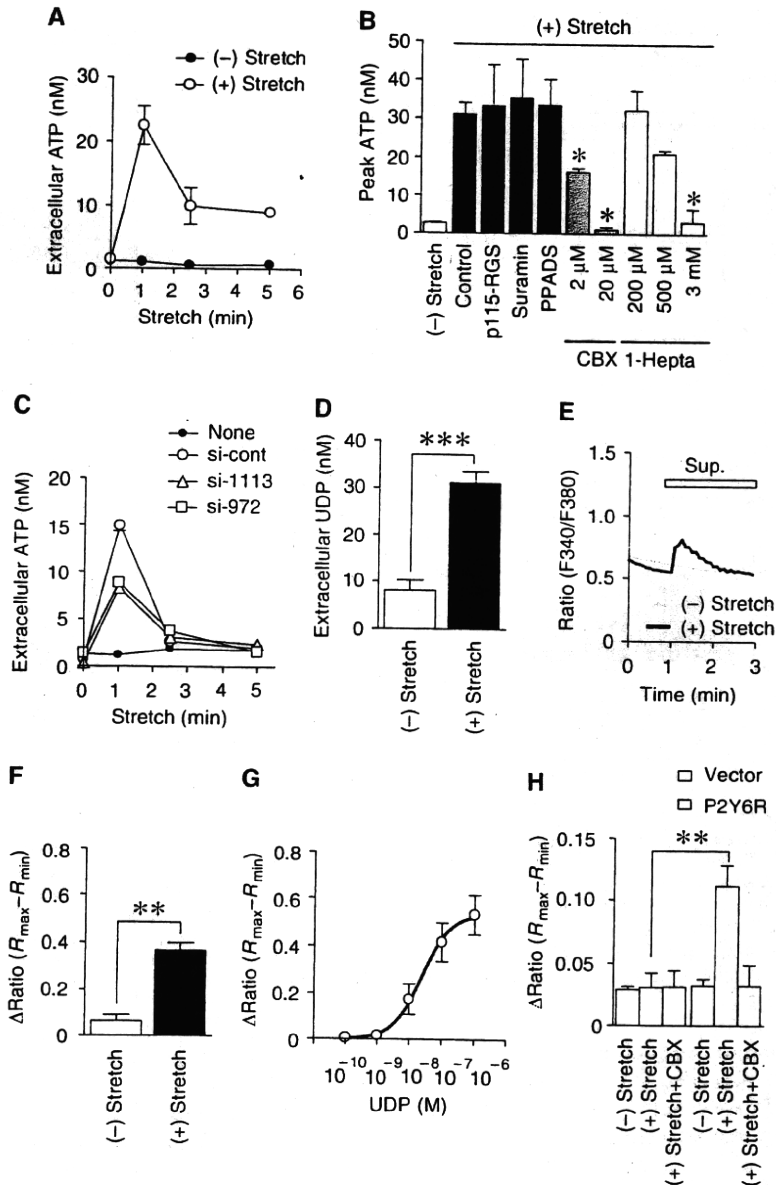 A
(−) Stretch
(+) Stretch
Extracellular ATP (nM)
30
20
10
0
0 1 2 3 4 5 6
Stretch (min)
B
(+) Stretch
Peak ATP (nM)
50
40
30
20
10
0
*
*
*
(−) Stretch
Control
p115-RGS
Suramin
PPADS
2 µM
20 µM
200 µM
500 µM
3 mM
CBX 1-Hepta
C
None
si-cont
si-1113
si-972
Extracellular ATP (nM)
20
15
10
5
0
0 1 2 3 4 5
Stretch (min)
D
Extracellular UDP (nM)
40
30
20
10
0
***
(−) Stretch
(+) Stretch
E
Ratio (F340/F380)
1.5
1.0
0.5
0
Sup.
(−) Stretch
(+) Stretch
0 1 2 3
Time (min)
F
ΔRatio (Rmax−Rmin)
0.8
0.6
0.4
0.2
0
**
(−) Stretch
(+) Stretch
G
ΔRatio (Rmax−Rmin)
0.8
0.6
0.4
0.2
0
10−10 10−9 10−8 10−7 10−6
UDP (M)
H
Vector
P2Y6R
ΔRatio (Rmax−Rmin)
0.15
0.10
0.05
0
**
(−) Stretch
(+) Stretch
(+) Stretch+CBX
(−) Stretch
(+) Stretch
(+) Stretch+CBX